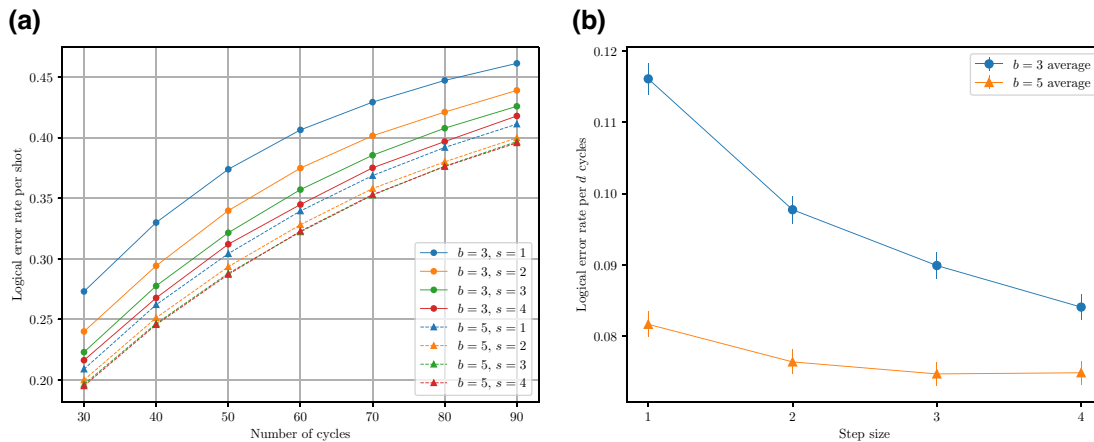 (a)
0.45
0.40
0.35
0.30
0.25
0.20
Logical error rate per shot
30 40 50 60 70 80 90
Number of cycles
b = 3, s = 1
b = 3, s = 2
b = 3, s = 3
b = 3, s = 4
b = 5, s = 1
b = 5, s = 2
b = 5, s = 3
b = 5, s = 4
(b)
0.12
0.11
0.10
0.09
0.08
Logical error rate per d cycles
1 2 3 4
Step size
b = 3 average
b = 5 average